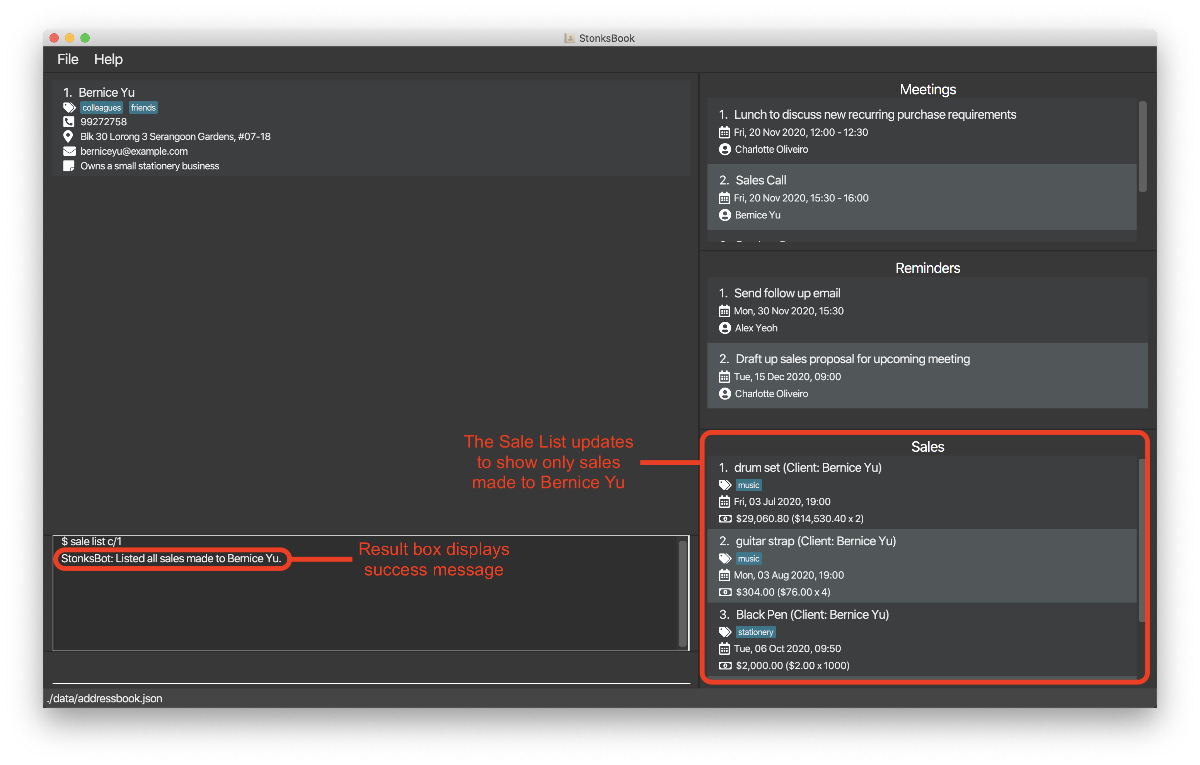 StonksBook
File Help
1. Bernice Yu
colleagues friends
99272758
Blk 30 Lorong 3 Serangoon Gardens, #07-18
berniceyu@example.com
Owns a small stationery business
$ sale list c/1
StonksBot: Listed all sales made to Bernice Yu.
Result box displays
success message
The Sale List updates
to show only sales
made to Bernice Yu
Meetings
1. Lunch to discuss new recurring purchase requirements
Fri, 20 Nov 2020, 12:00 - 12:30
Charlotte Oliveiro
2. Sales Call
Fri, 20 Nov 2020, 15:30 - 16:00
Bernice Yu
Reminders
1. Send follow up email
Mon, 30 Nov 2020, 15:30
Alex Yeoh
2. Draft up sales proposal for upcoming meeting
Tue, 15 Dec 2020, 09:00
Charlotte Oliveiro
Sales
1. drum set (Client: Bernice Yu)
music
Fri, 03 Jul 2020, 19:00
$29,060.80 ($14,530.40 x 2)
2. guitar strap (Client: Bernice Yu)
music
Mon, 03 Aug 2020, 19:00
$304.00 ($76.00 x 4)
3. Black Pen (Client: Bernice Yu)
stationery
Tue, 06 Oct 2020, 09:50
$2,000.00 ($2.00 x 1000)
./data/addressbook.json